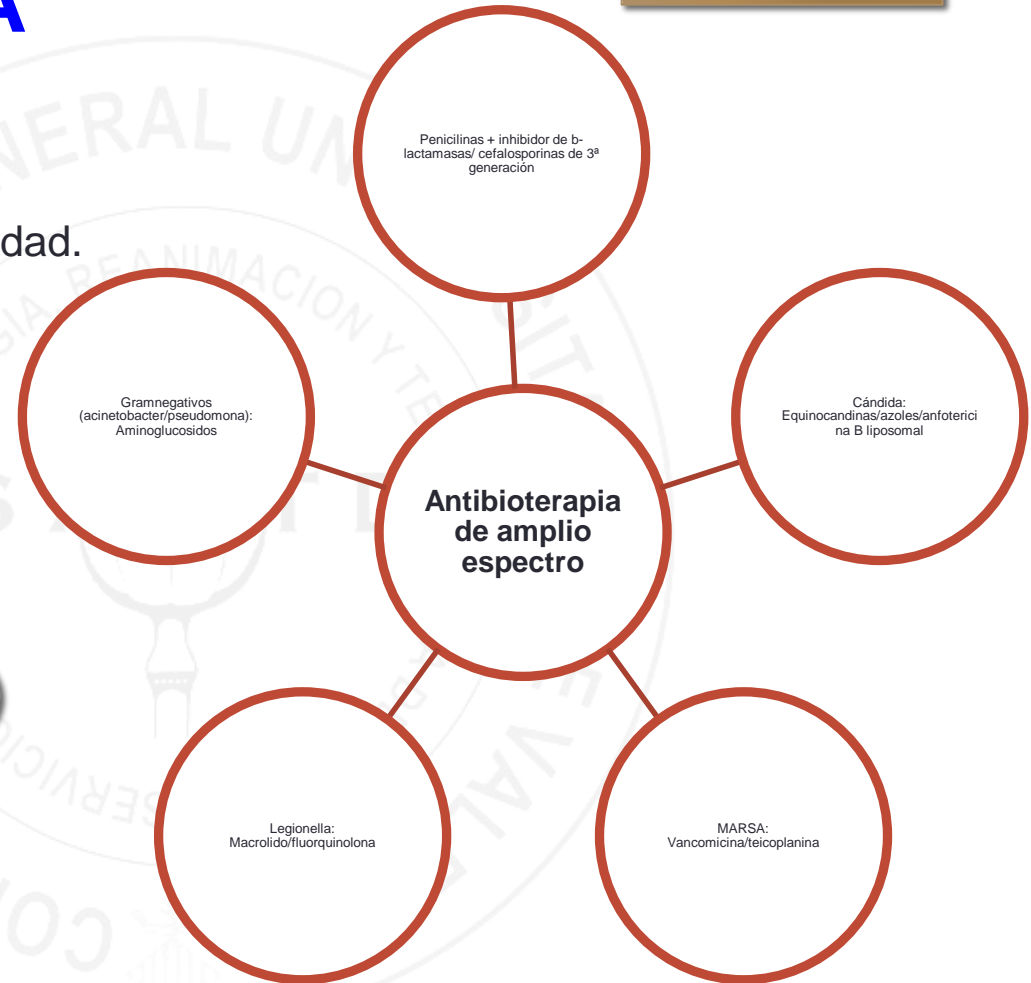 A
dad.
Penicilinas + inhibidor de b-
lactamasas/ cefalosporinas de 3ª
generación
Gramnegativos
(acinetobacter/pseudomona):
Aminoglucosidos
Cándida:
Equinocandinas/azoles/anfoterici
na B liposomal
Antibioterapia
de amplio
espectro
Legionella:
Macrolido/fluorquinolona
MARSA:
Vancomicina/teicoplanina